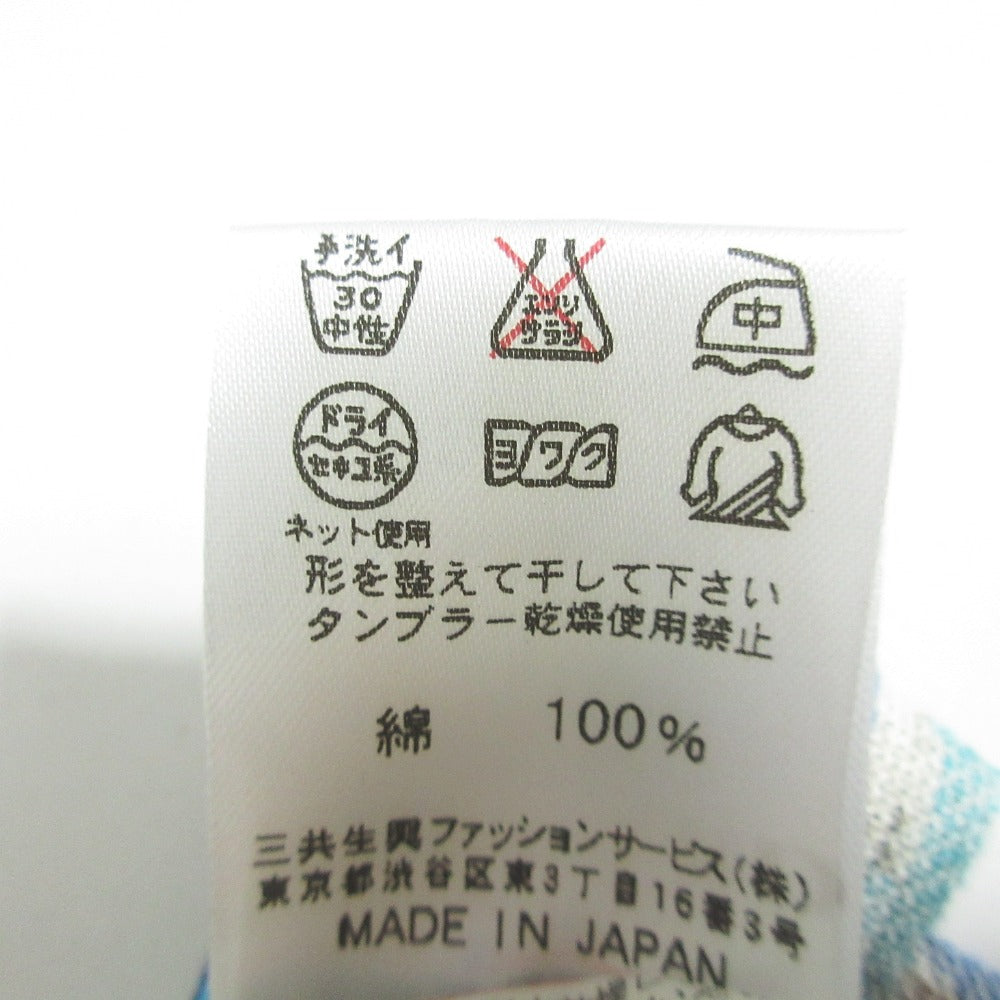 手洗イ
30
中性
エンソ
サラシ
中
ドライ
セキユ系
ヨワク
ネット使用
形を整えて干して下さい
タンブラー乾燥使用禁止
綿 100%
三共生興ファッションサービス(株)
東京都渋谷区東3丁目16番3号
MADE IN JAPAN